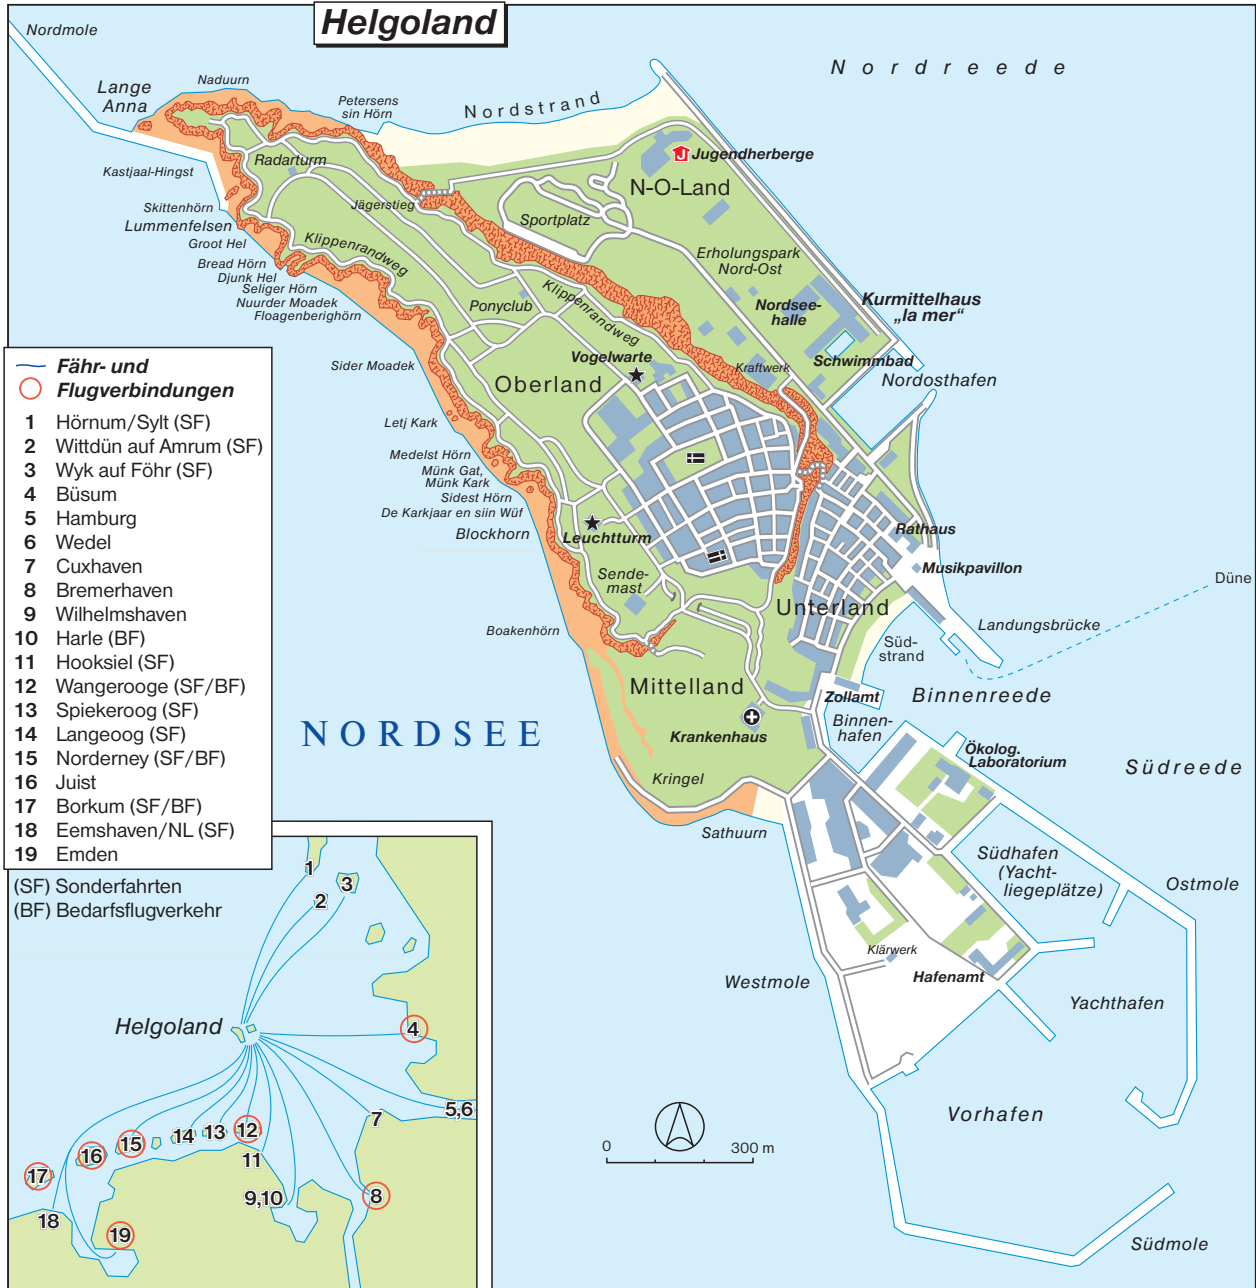 Helgoland
Nordmole
Nordreede
Lange
Anna
Naduurn
Petersens
sin Hörn
Nordstrand
Jugendherberge
N-O-Land
Radarturm
Kastjaal-Hingst
Jägerstieg
Sportplatz
Skittenhörn
Lummenfelsen
Groot Hel
Klippenrandweg
Bread Hörn
Djunk Hel
Seliger Hörn
Nuurder Moadek
Floagenberighörn
Erholungspark
Nord-Ost
Klippenrandweg
Ponyclub
Nordsee-
halle
Kurmittelhaus
„la mer“
Schwimmbad
Nordosthafen
Vogelwarte
Kraftwerk
Sider Moadek
Oberland
Letj Kark
Medelst Hörn
Münk Gat,
Münk Kark
Sidest Hörn
De Karkjaar en siin Wüf
Blockhorn
Leuchtturm
Rathaus
Musikpavillon
Sende-
mast
Unterland
Düne
Landungsbrücke
Boakenhörn
Süd-
strand
Mittelland
Zollamt
Binnenreede
Binnen-
hafen
Krankenhaus
NORDSEE
Ökolog.
Laboratorium
Südreede
Kringel
Sathuurn
Südhafen
(Yacht-
liegeplätze)
Ostmole
Klärwerk
Westmole
Hafenamt
Yachthafen
Vorhafen
Südmole
0 300 m
Fähr- und
Flugverbindungen
1 Hörnum/Sylt (SF)
2 Wittdün auf Amrum (SF)
3 Wyk auf Föhr (SF)
4 Büsum
5 Hamburg
6 Wedel
7 Cuxhaven
8 Bremerhaven
9 Wilhelmshaven
10 Harle (BF)
11 Hooksiel (SF)
12 Wangerooge (SF/BF)
13 Spiekeroog (SF)
14 Langeoog (SF)
15 Norderney (SF/BF)
16 Juist
17 Borkum (SF/BF)
18 Eemshaven/NL (SF)
19 Emden
(SF) Sonderfahrten
(BF) Bedarfsflugverkehr
1
2
3
Helgoland
4
5,6
7
12
13
14
15
16
11
17
9,10
8
18
19